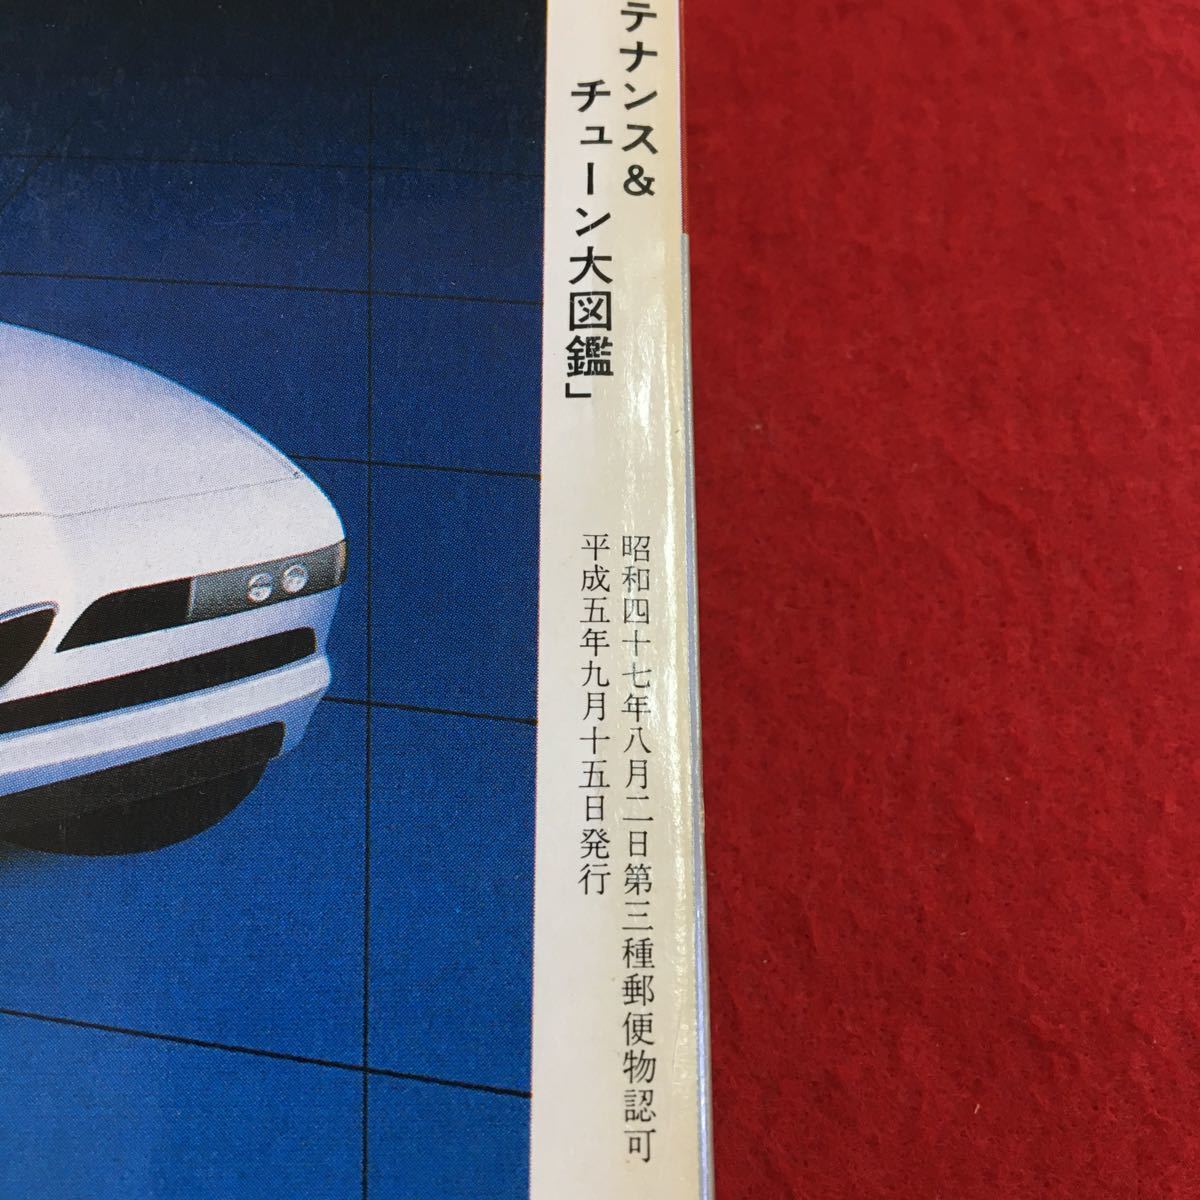 テナンス&
チューン大図鑑」
昭和四十七年八月二日第三種郵便物認可
平成五年九月十五日発行